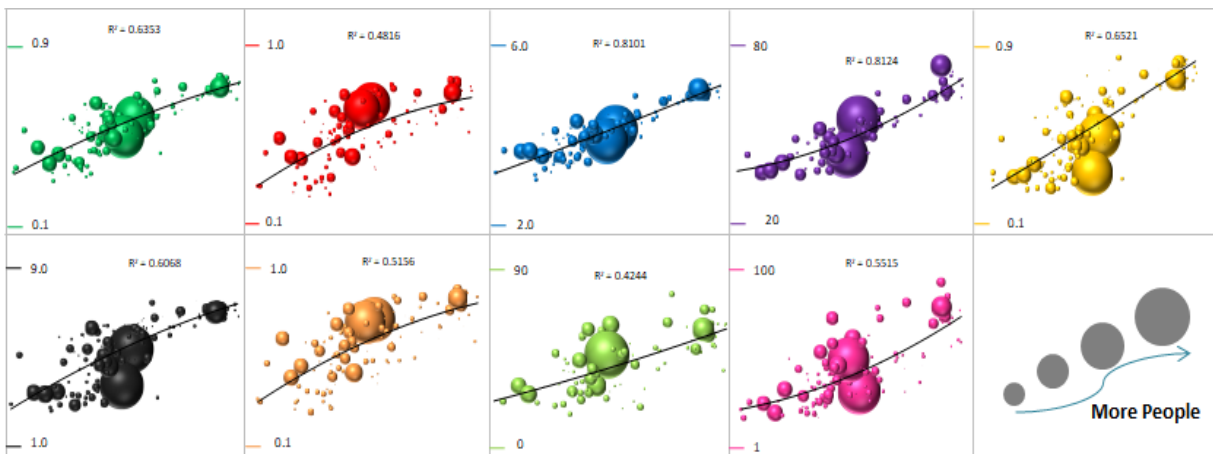 R² = 0.6353
0.9
0.1
R² = 0.4816
1.0
0.1
R² = 0.8101
6.0
2.0
R² = 0.8124
80
20
R² = 0.6521
0.9
0.1
R² = 0.6068
9.0
1.0
R² = 0.5156
1.0
0.1
R² = 0.4244
90
0
R² = 0.5515
100
1
More People